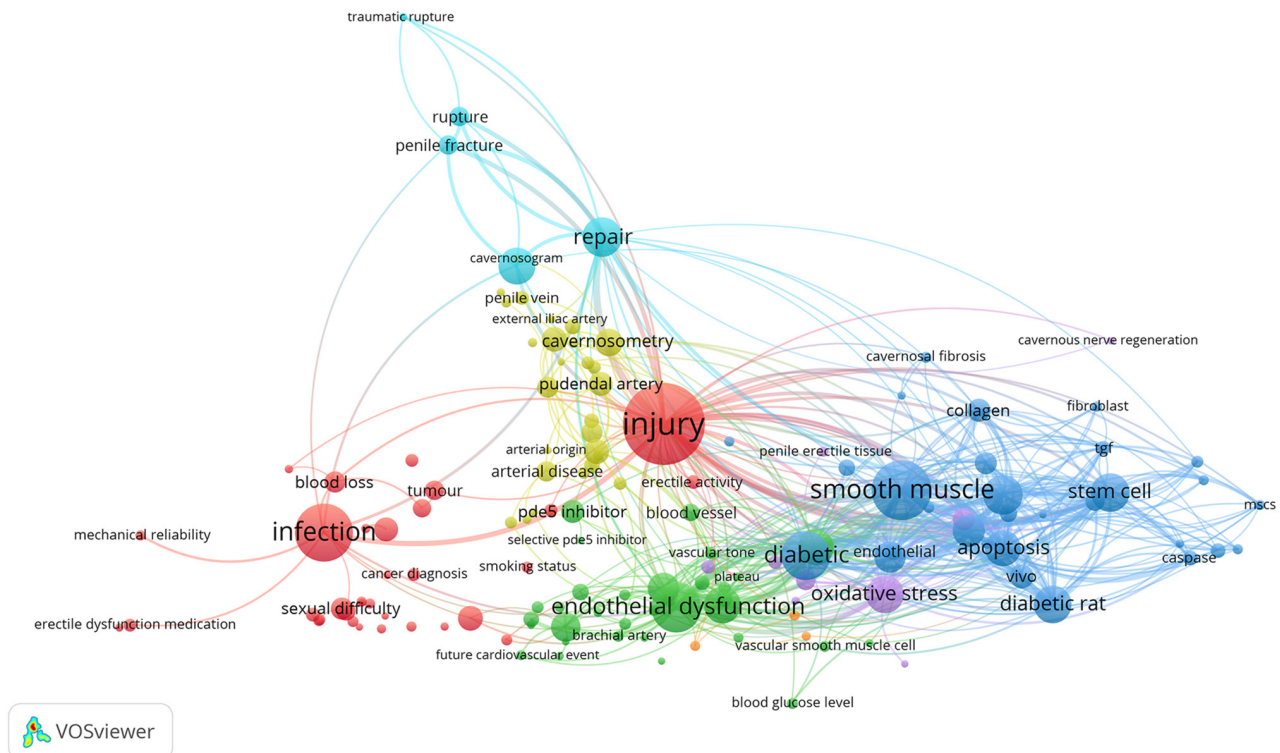 traumatic rupture
rupture
penile fracture
repair
cavernosogram
penile vein
external iliac artery
cavernosometry
cavernous nerve regeneration
cavernosal fibrosis
pudendal artery
collagen
fibroblast
injury
arterial origin
penile erectile tissue
tgf
arterial disease
blood loss
erectile activity
tumour
smooth muscle
stem cell
mscs
pde5 inhibitor
blood vessel
infection
mechanical reliability
selective pde5 inhibitor
vascular tone
diabetic
endothelial
apoptosis
caspase
smoking status
cancer diagnosis
plateau
vivo
oxidative stress
diabetic rat
sexual difficulty
endothelial dysfunction
erectile dysfunction medication
brachial artery
vascular smooth muscle cell
future cardiovascular event
blood glucose level
VOSviewer